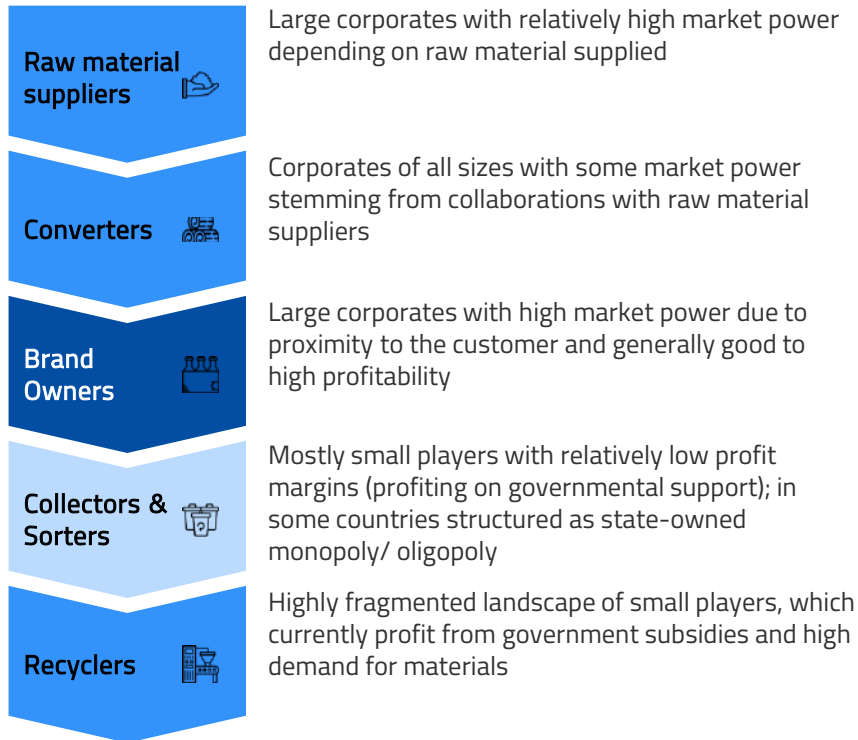 Raw material
suppliers
Large corporates with relatively high market power
depending on raw material supplied
Converters
Corporates of all sizes with some market power
stemming from collaborations with raw material
suppliers
Brand
Owners
Large corporates with high market power due to
proximity to the customer and generally good to
high profitability
Collectors &
Sorters
Mostly small players with relatively low profit
margins (profiting on governmental support); in
some countries structured as state-owned
monopoly/ oligopoly
Recyclers
Highly fragmented landscape of small players, which
currently profit from government subsidies and high
demand for materials